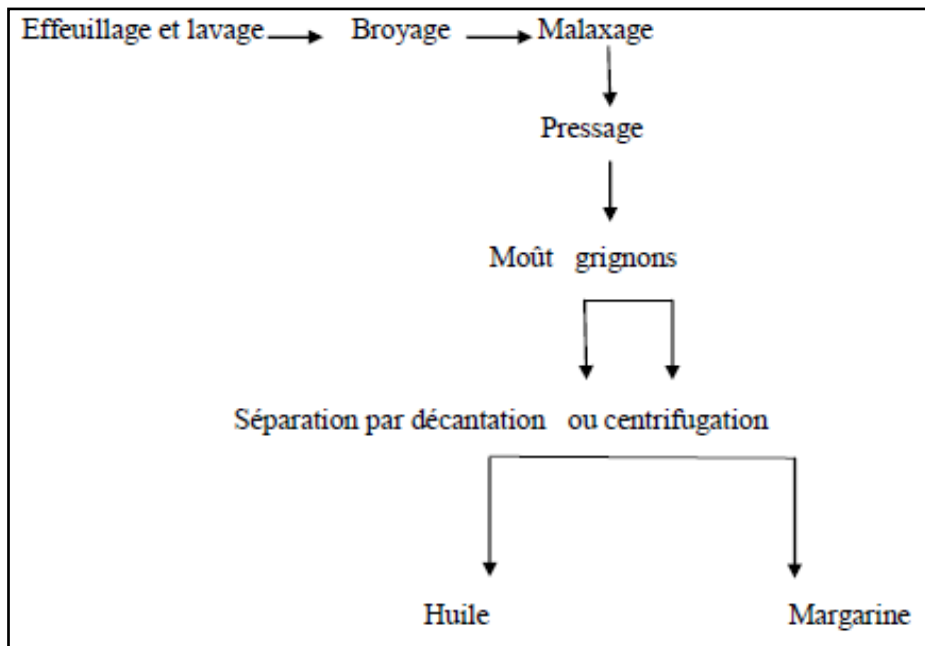 Effeuillage et lavage Broyage Malaxage
Pressage
Moût grignons
Séparation par décantation ou centrifugation
Huile Margarine